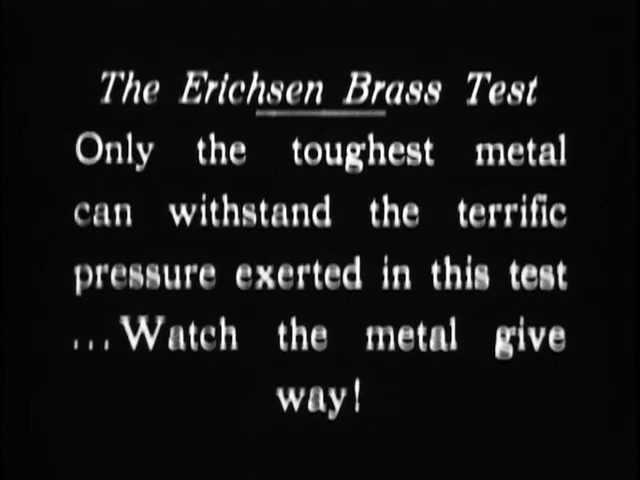 The Erichsen Brass Test
Only the toughest metal
can withstand the terrific
pressure exerted in this test
...Watch the metal give
way!